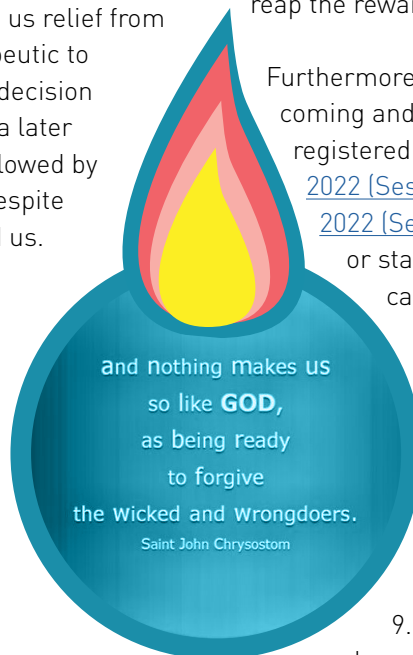 us relief from
peutic to
decision
a later
lowed by
espite
us.
reap the rewar
Furthermore
coming and
registered
2022 (Ses
2022 (Se
or sta
ca
and nothing makes us
so like GOD,
as being ready
to forgive
the wicked and wrongdoers.
Saint John Chrysostom
9.